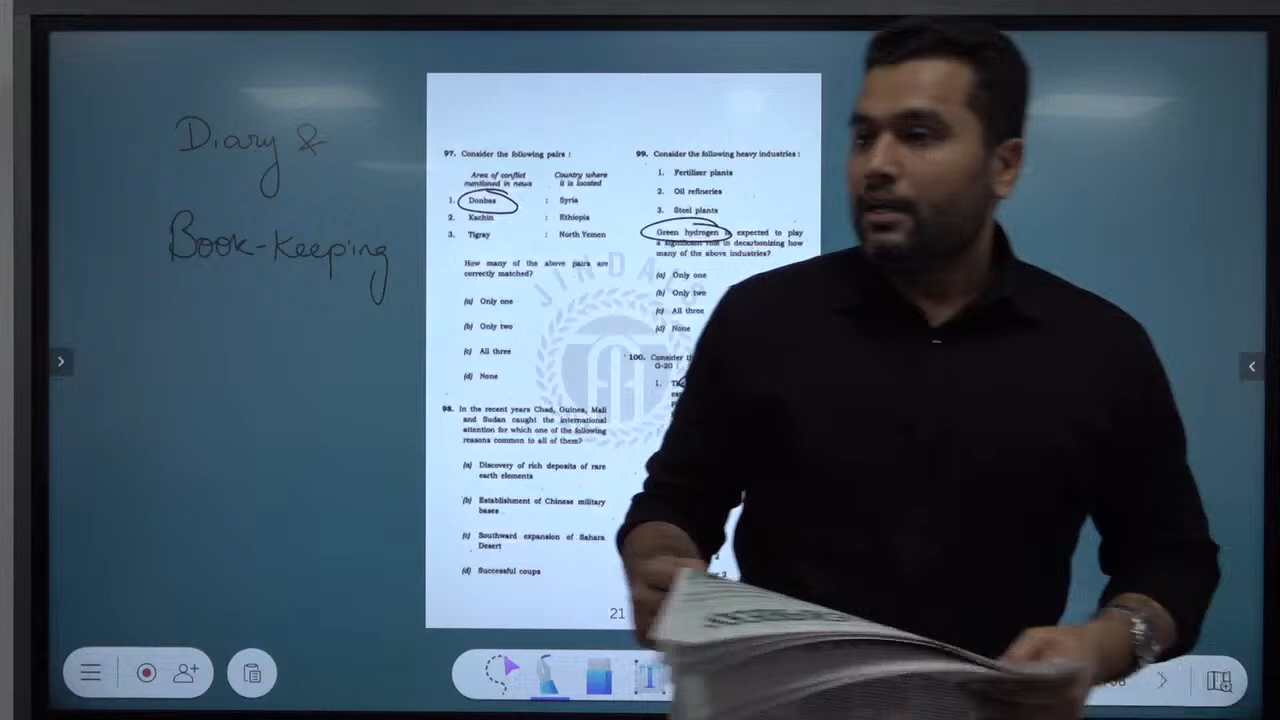 Diary &
Book-Keeping
97. Consider the following pairs :
Area of conflict mentioned in news
Country where it is located
1. Donbas : Syria
2. Kachin : Ethiopia
3. Tigray : North Yemen
How many of the above pairs are
correctly matched?
(a) Only one
(b) Only two
(c) All three
(d) None
98. In the recent years Chad, Guinea, Mali
and Sudan caught the international
attention for which one of the following
reasons common to all of them?
(a) Discovery of rich deposits of rare
earth elements
(b) Establishment of Chinese military
bases
(c) Southward expansion of Sahara
Desert
(d) Successful coups
99. Consider the following heavy industries :
1. Fertilizer plants
2. Oil refineries
3. Steel plants
Green hydrogen is expected to play
a significant role in decarbonizing how
many of the above industries?
(a) Only one
(b) Only two
(c) All three
(d) None
100. Consider
G-20 :
1.
21
JINDAL
T